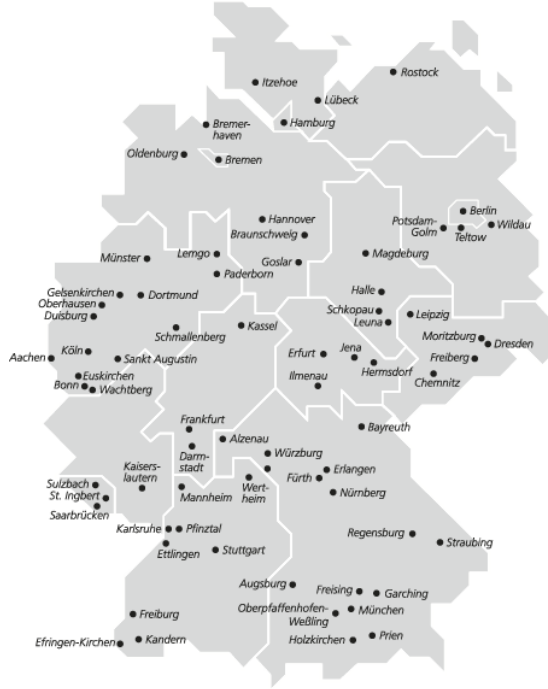 Rostock
Itzehoe
Lübeck
Hamburg
Bremer-
haven
Oldenburg
Bremen
Berlin
Hannover
Potsdam-
Golm
Wildau
Teltow
Braunschweig
Magdeburg
Lemgo
Münster
Goslar
Paderborn
Halle
Gelsenkirchen
Dortmund
Oberhausen
Duisburg
Schkopau
Leipzig
Leuna
Kassel
Schmallenberg
Moritzburg
Dresden
Jena
Köln
Erfurt
Aachen
Sankt Augustin
Freiberg
Hermsdorf
Ilmenau
Euskirchen
Chemnitz
Bonn
Wachtberg
Frankfurt
Bayreuth
Alzenau
Darm-
stadt
Würzburg
Kaisers-
lautern
Erlangen
Fürth
Sulzbach
Wert-
heim
Nürnberg
St. Ingbert
Mannheim
Saarbrücken
Karlsruhe
Pfinztal
Regensburg
Straubing
Ettlingen
Stuttgart
Augsburg
Freising
Garching
Oberpfaffenhofen-
Weßling
München
Freiburg
Prien
Holzkirchen
Efringen-Kirchen
Kandern